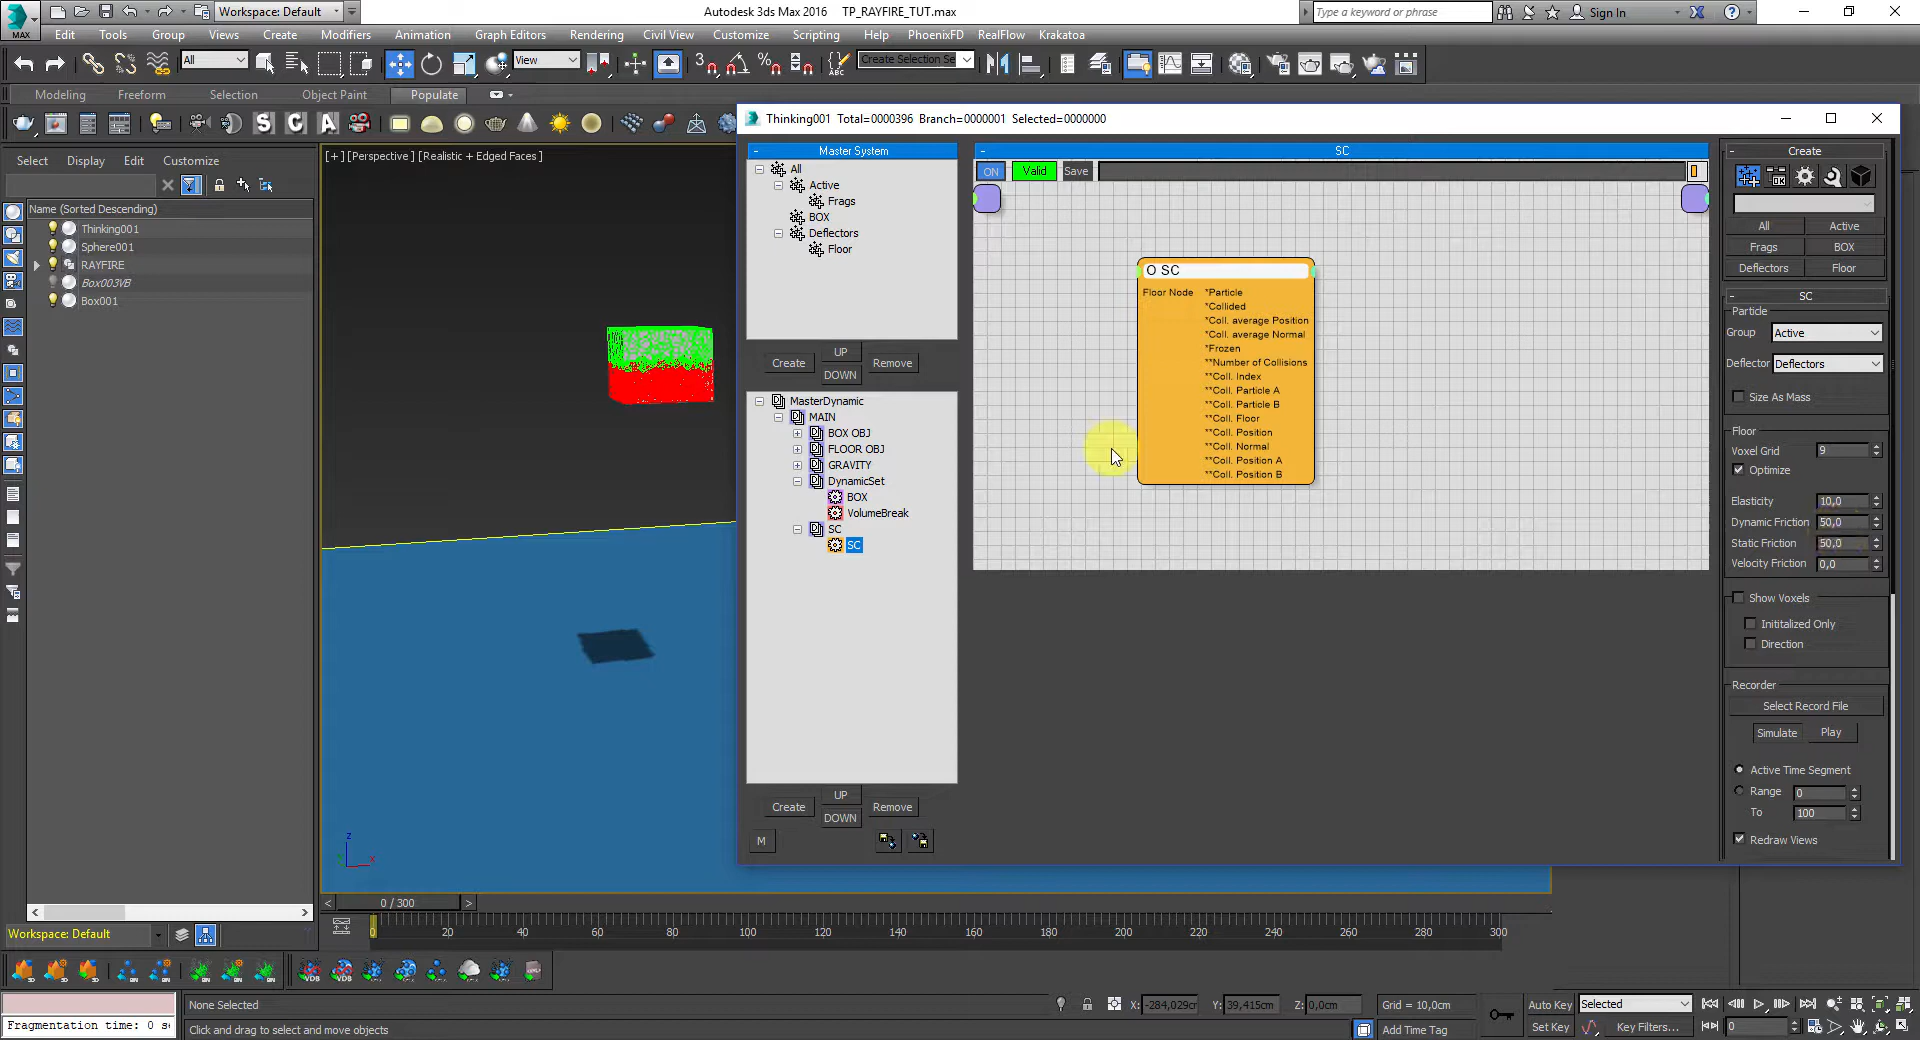 MAX
Workspace: Default
Autodesk 3ds Max 2016 TP_RAYFIRE_TUT.max
Type a keyword or phrase
Sign In
Edit Tools Group Views Create Modifiers Animation Graph Editors Rendering Civil View Customize Scripting Help PhoenixFD RealFlow Krakatoa
All
View
Create Selection Se
Modeling Freeform Selection Object Paint Populate
[+] [Perspective] [Realistic + Edged Faces]
Select Display Edit Customize
Name (Sorted Descending)
Thinking001
Sphere001
RAYFIRE
Box003VB
Box001
Thinking001 Total=0000396 Branch=0000001 Selected=0000000
Master System
All
Active
Frags
BOX
Deflectors
Floor
Create UP Remove
DOWN
MasterDynamic
MAIN
BOX OBJ
FLOOR OBJ
GRAVITY
DynamicSet
BOX
VolumeBreak
SC
SC
Create UP Remove
DOWN
M
SC
ON Valid Save
O SC
Floor Node *Particle
*Collided
*Coll. average Position
*Coll. average Normal
*Frozen
**Number of Collisions
**Coll. Index
**Coll. Particle A
**Coll. Particle B
**Coll. Floor
**Coll. Position
**Coll. Normal
**Coll. Position A
**Coll. Position B
Create
All Active
Frags BOX
Deflectors Floor
SC
Particle
Group Active
Deflector Deflectors
Size As Mass
Floor
Voxel Grid 9
Optimize
Elasticity 10,0
Dynamic Friction 50,0
Static Friction 50,0
Velocity Friction 0,0
Show Voxels
Inititalized Only
Direction
Recorder
Select Record File
Simulate Play
Active Time Segment
Range 0
To 100
Redraw Views
z
x
< 0 / 300 >
0 20 40 60 80 100 120 140 160 180 200 220 240 260 280 300
Workspace: Default
Fragmentation time: 0 se
None Selected
Click and drag to select and move objects
X: -284,029cm Y: 39,415cm Z: 0,0cm Grid = 10,0cm
Add Time Tag
Auto Key Selected
Set Key Key Filters...
0